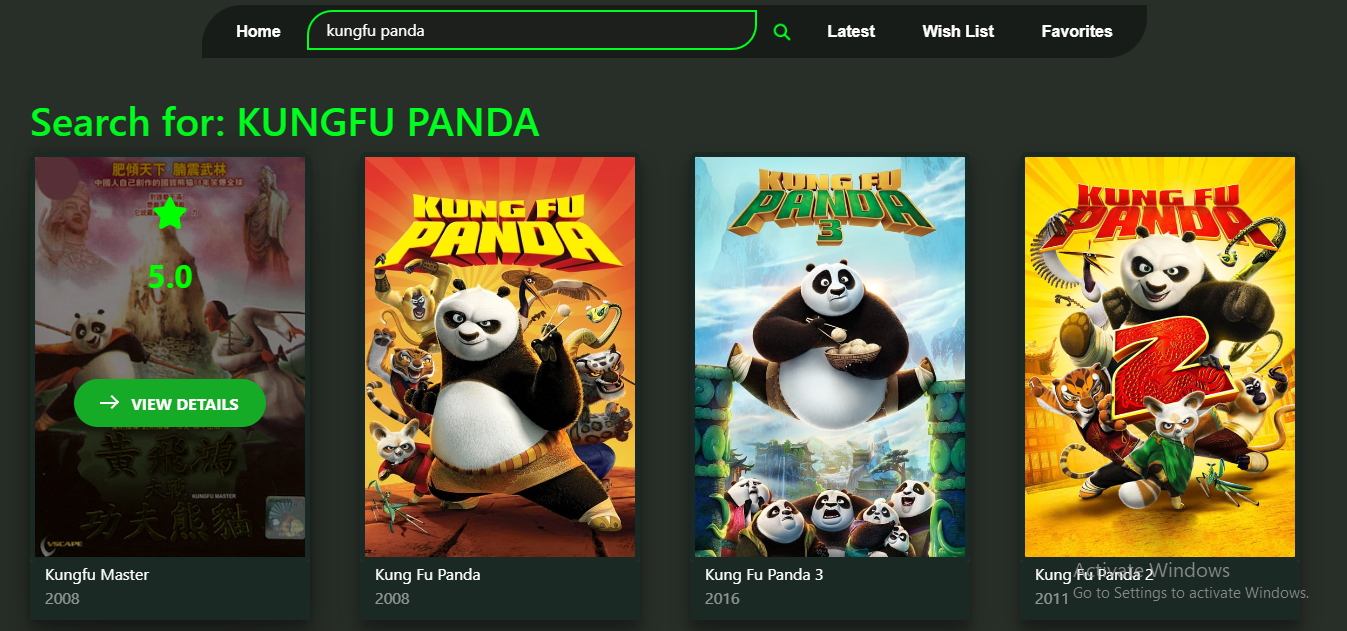 Home
kungfu panda
Latest
Wish List
Favorites
Search for: KUNGFU PANDA
肥傾天下 腩震武林
5.0
VIEW DETAILS
黃飛鴻
KUNGFU MASTER
功夫熊貓
VSCAPE
Kungfu Master
2008
KUNG FU
PANDA
Kung Fu Panda
2008
KUNG FU
PANDA
3
Kung Fu Panda 3
2016
KUNG FU
PANDA
2
Kung Fu Panda 2
2011
Activate Windows
Go to Settings to activate Windows.